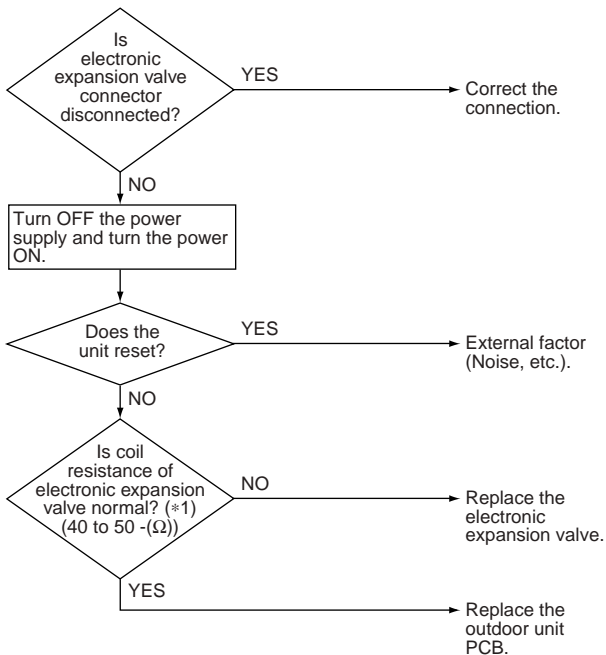 Is
electronic
expansion valve
connector
disconnected?
YES
Correct the
connection.
NO
Turn OFF the power
supply and turn the power
ON.
Does the
unit reset?
YES
External factor
(Noise, etc.).
NO
Is coil
resistance of
electronic expansion
valve normal? (∗1)
(40 to 50 -(Ω))
NO
Replace the
electronic
expansion valve.
YES
Replace the
outdoor unit
PCB.